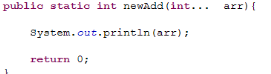 public static int newAdd(int... arr){
System.out.println(arr);
return 0;
}